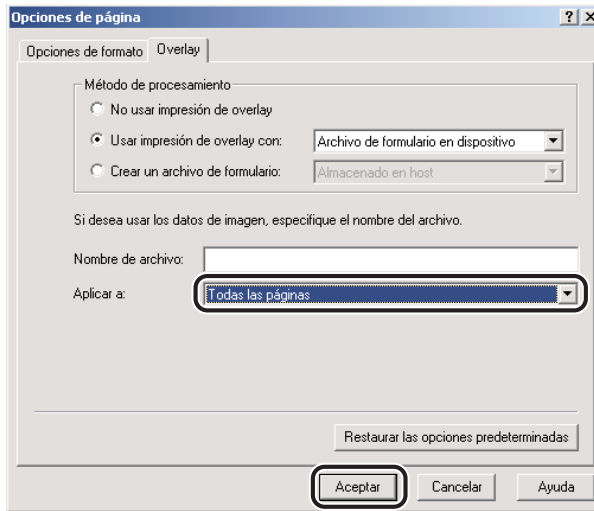 Opciones de página
Opciones de formato Overlay
Método de procesamiento
No usar impresión de overlay
Usar impresión de overlay con: Archivo de formulario en dispositivo
Crear un archivo de formulario: Almacenado en host
Si desea usar los datos de imagen, especifique el nombre del archivo.
Nombre de archivo:
Aplicar a: Todas las páginas
Restaurar las opciones predeterminadas
Aceptar Cancelar Ayuda